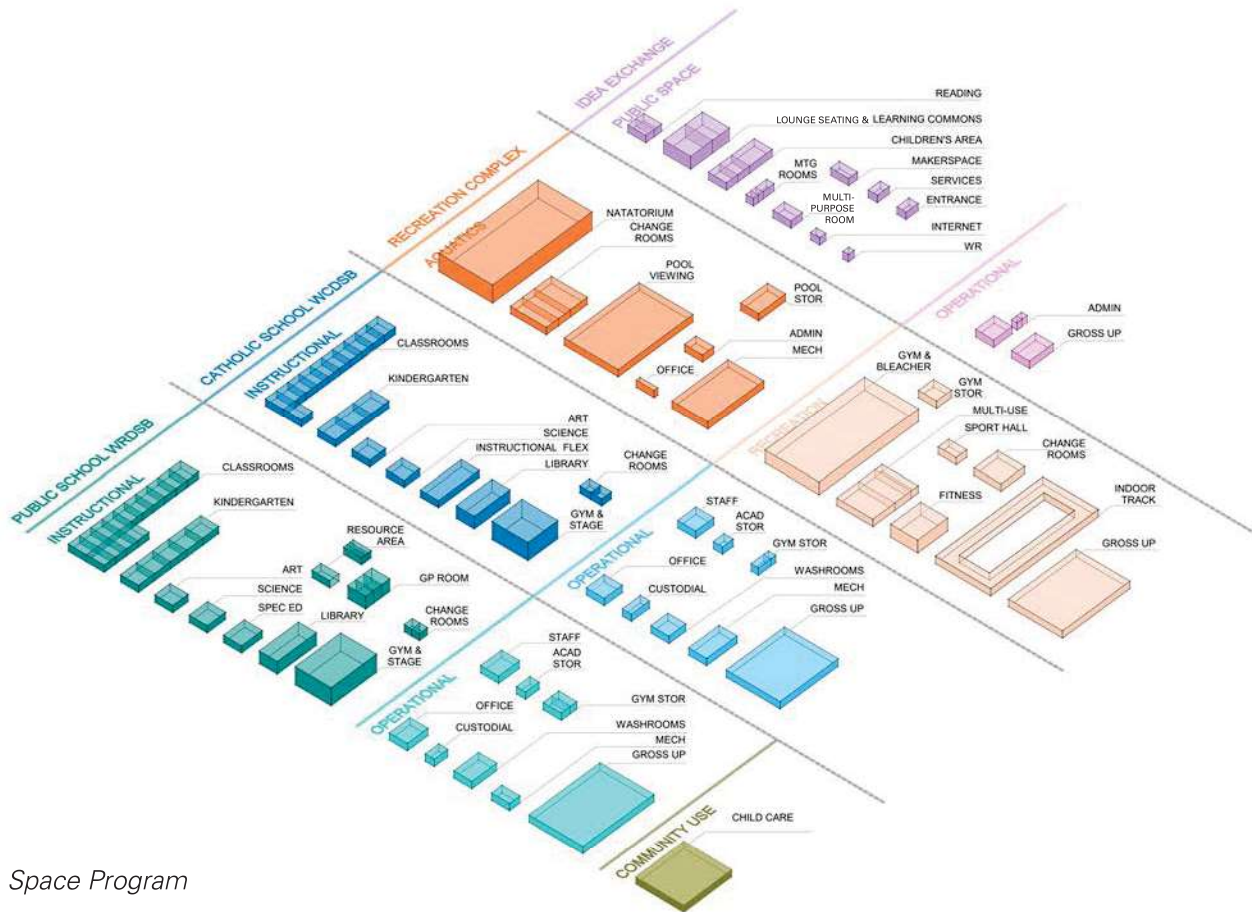 IDEA EXCHANGE
PUBLIC SPACE
READING
LOUNGE SEATING & LEARNING COMMONS
CHILDREN'S AREA
MTG
ROOMS
MAKERSPACE
SERVICES
MULTI-
PURPOSE
ROOM
ENTRANCE
INTERNET
WR
OPERATIONAL
ADMIN
GROSS UP
RECREATION COMPLEX
AQUATICS
NATATORIUM
CHANGE
ROOMS
POOL
VIEWING
POOL
STOR
ADMIN
MECH
OFFICE
RECREATION
GYM &
BLEACHER
GYM
STOR
MULTI-USE
SPORT HALL
CHANGE
ROOMS
FITNESS
INDOOR
TRACK
GROSS UP
CATHOLIC SCHOOL WCDSB
INSTRUCTIONAL
CLASSROOMS
KINDERGARTEN
ART
SCIENCE
INSTRUCTIONAL FLEX
LIBRARY
CHANGE
ROOMS
GYM &
STAGE
OPERATIONAL
STAFF
ACAD
STOR
GYM STOR
OFFICE
CUSTODIAL
WASHROOMS
MECH
GROSS UP
PUBLIC SCHOOL WRDSB
INSTRUCTIONAL
CLASSROOMS
KINDERGARTEN
RESOURCE
AREA
ART
SCIENCE
SPEC ED
LIBRARY
GP ROOM
CHANGE
ROOMS
GYM &
STAGE
OPERATIONAL
STAFF
ACAD
STOR
GYM STOR
OFFICE
CUSTODIAL
WASHROOMS
MECH
GROSS UP
COMMUNITY USE
CHILD CARE
Space Program